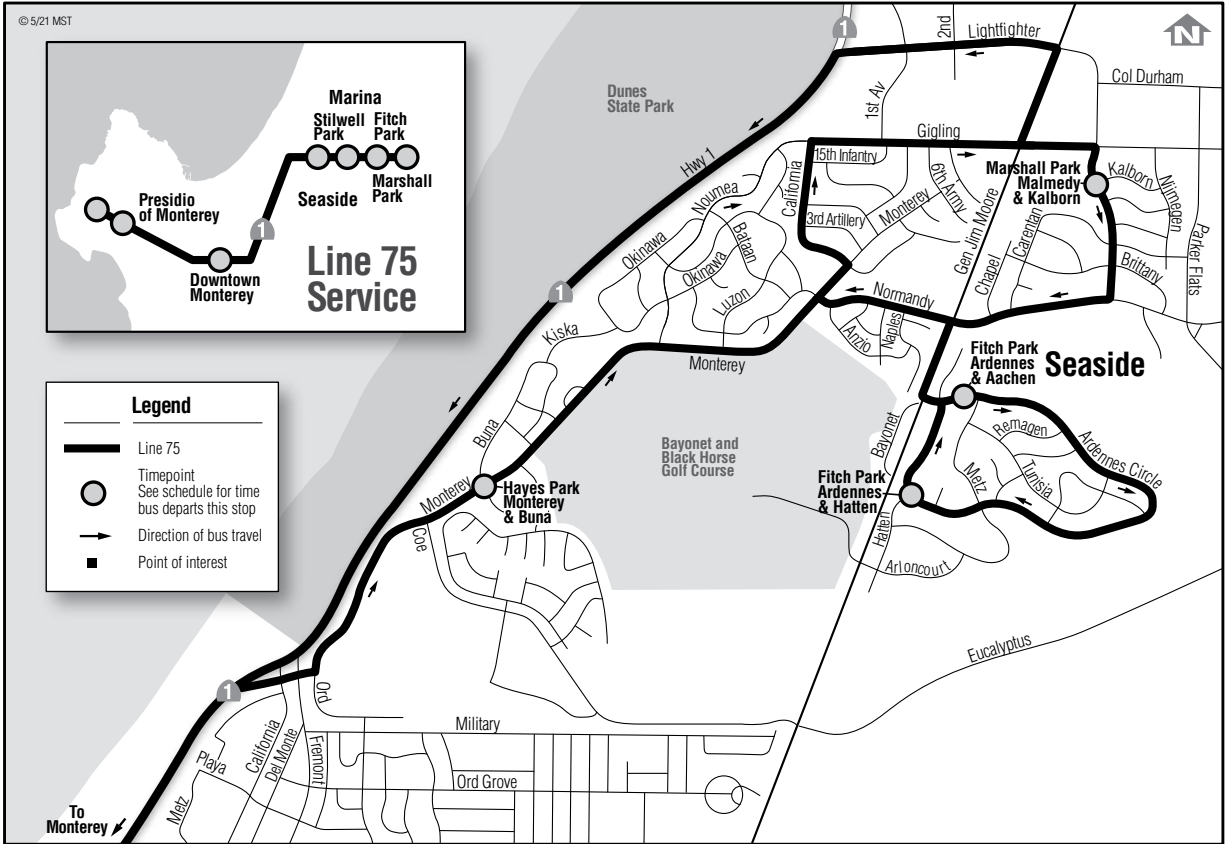 © 5/21 MST
Marina
Stilwell
Park
Fitch
Park
Marshall
Park
Seaside
Presidio
of Monterey
1
Downtown
Monterey
Line 75
Service
Legend
Line 75
Timepoint
See schedule for time
bus departs this stop
Direction of bus travel
Point of interest
N
1
2nd
Lightfighter
Dunes
State Park
1st Av
Col Durham
Gigling
Hwy 1
15th Infantry
California
Noumea
6th Army
Marshall Park
Malmedy
& Kalborn
Kalborn
Nijmegen
3rd Artillery
Monterey
Gen Jim Moore
Carentan
Chapel
Parker Flats
Okinawa
Bataan
Okinawa
Brittany
Luzon
Normandy
1
Kiska
Anzio
Naples
Monterey
Fitch Park
Ardennes
& Aachen
Seaside
Buna
Bayonet and
Black Horse
Golf Course
Bayonet
Remagen
Ardennes Circle
Metz
Tunisia
Fitch Park
Ardennes
& Hatten
Monterey
Hayes Park
Monterey
& Buna
Coe
Hatten
Arloncourt
Eucalyptus
1
Ord
Military
California
Del Monte
Fremont
Playa
Ord Grove
Metz
To
Monterey